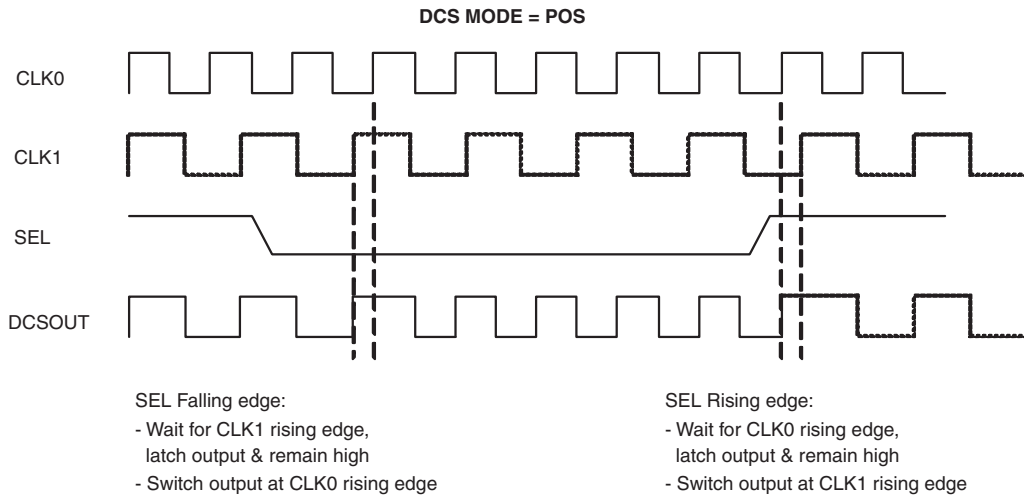 DCS MODE = POS
CLK0
CLK1
SEL
DCSOUT
SEL Falling edge:
- Wait for CLK1 rising edge,
latch output & remain high
- Switch output at CLK0 rising edge
SEL Rising edge:
- Wait for CLK0 rising edge,
latch output & remain high
- Switch output at CLK1 rising edge